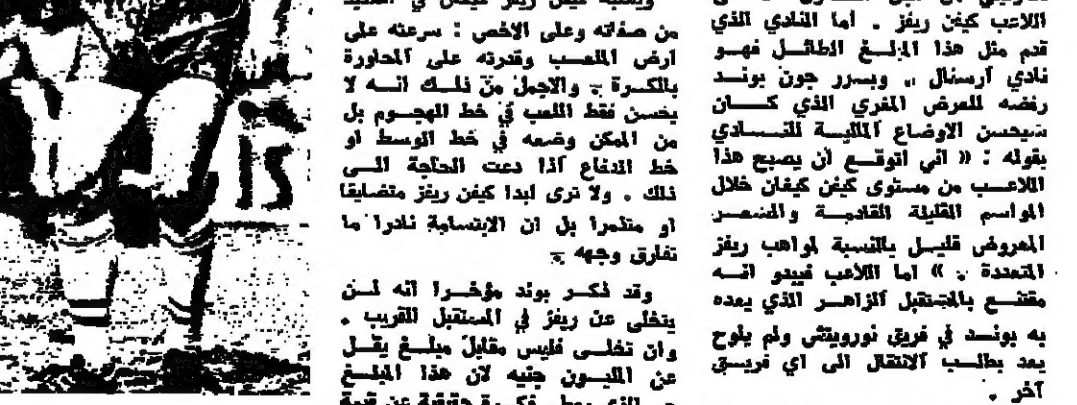 اللاعب كيفن ريفز . اما النادي الذي
قدم مثل هذا المبلغ الطائل فهو
نادي آرسنال .. ويبرر جون بوند
رفضه للعرض المغري الذي كان
سيحسن الاوضاع المالية للنادي
بقوله : « اني اتوقع ان يصبح هذا
اللاعب من مستوى كيفن كيغان خلال
المواسم القليلة القادمة والسعر
المعروض قليل بالنسبة لمواهب ريفز
المتعددة . » اما اللاعب فيبدو انه
مقتنع بالمستقبل الزاهر الذي يعده
به بوند في فريق نورويتش ولم يلوح
بعد بطلب الانتقال الى اي فريق
آخر .
من صفاته وعلى الاخص : سرعته على
ارض الملعب وقدرته على المحاورة
بالكرة . والاجمل من ذلك انه لا
يحسن فقط اللعب في خط الهجوم بل
من الممكن وضعه في خط الوسط او
خط الدفاع اذا دعت الحاجة الى
ذلك . ولا ترى ابدا كيفن ريفز متضايقا
او متذمرا بل ان الابتسامة نادرا ما
تفارق وجهه .
وقد ذكر بوند مؤخرا انه لن
يتخلى عن ريفز في المستقبل القريب .
وان تخلى فليس مقابل مبلغ يقل
عن المليون جنيه لان هذا المبلغ